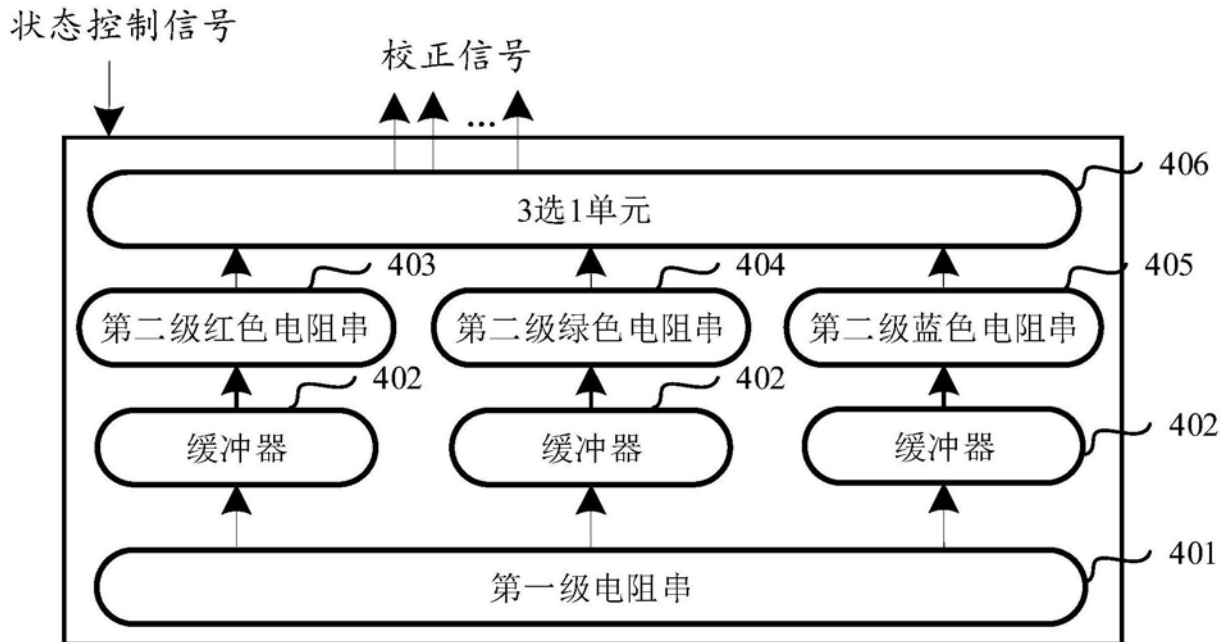 状态控制信号
校正信号
...
406
3选1单元
403
404
405
第二级红色电阻串
第二级绿色电阻串
第二级蓝色电阻串
402
402
402
缓冲器
缓冲器
缓冲器
401
第一级电阻串